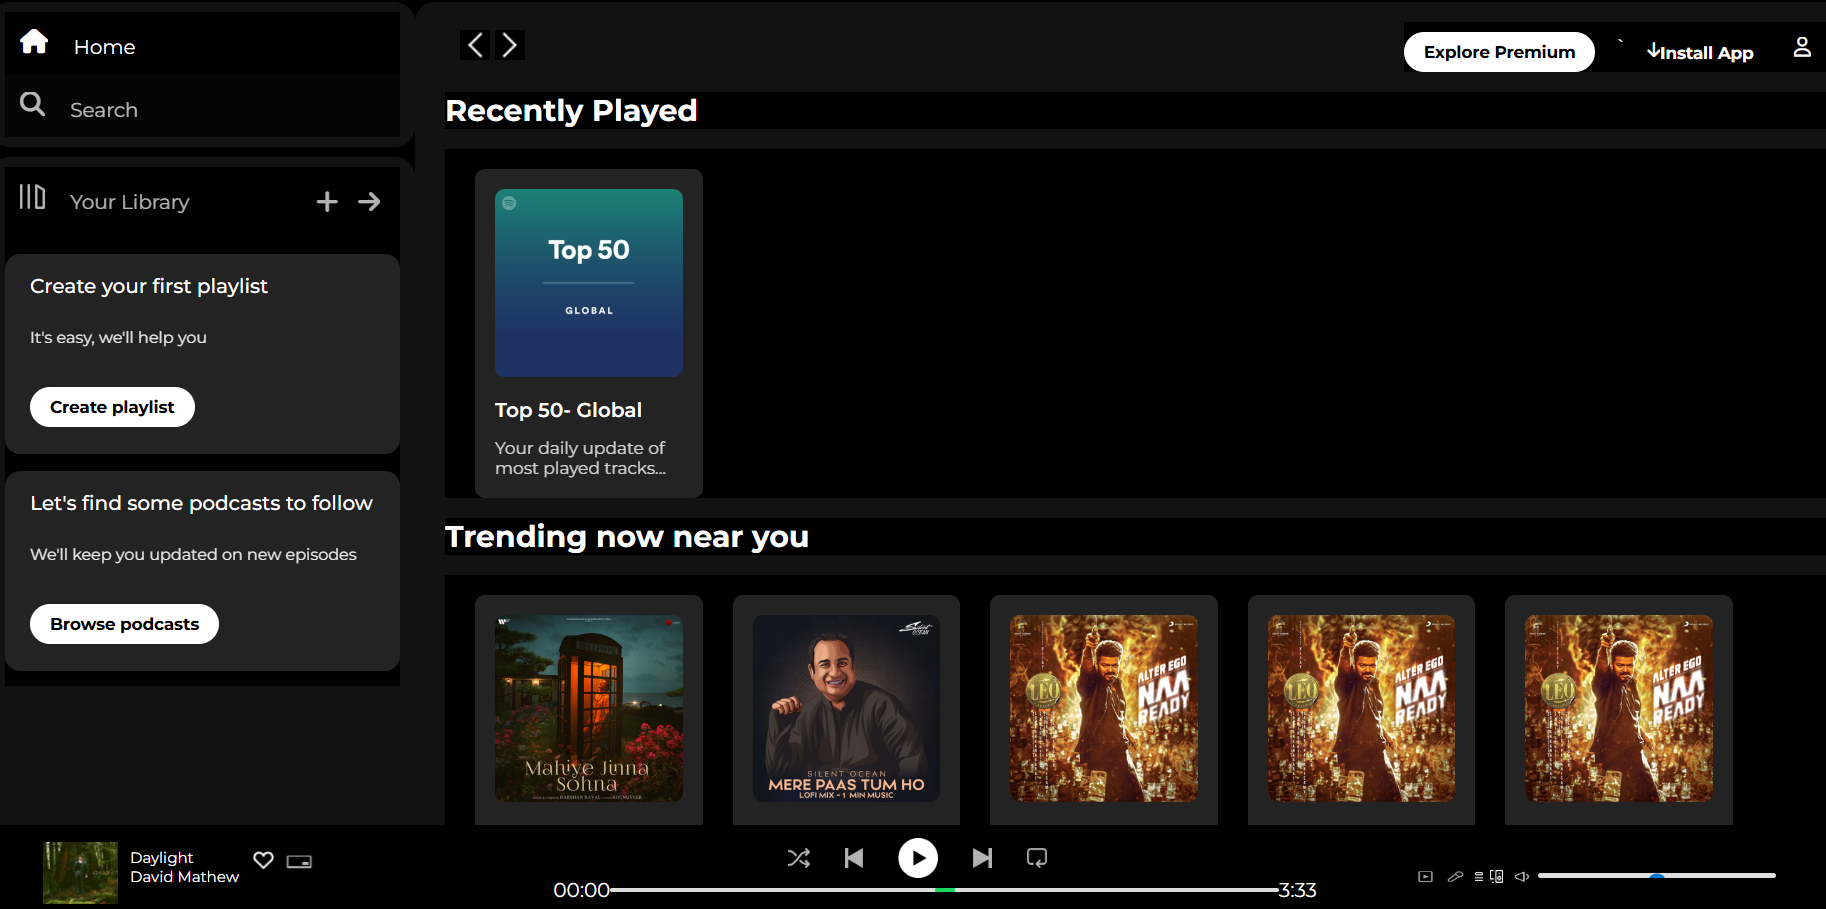 Home
Search
Your Library
Create your first playlist
It's easy, we'll help you
Create playlist
Let's find some podcasts to follow
We'll keep you updated on new episodes
Browse podcasts
Explore Premium
`
Install App
Recently Played
Top 50
GLOBAL
Top 50- Global
Your daily update of
most played tracks...
Trending now near you
TELEPHONE
Mahiye Jinna
Sohna
Silent
OCEAN
SILENT OCEAN
MERE PAAS TUM HO
LOFI MIX - 1 MIN MUSIC
LEO
ALTER EGO
NAA
READY
LEO
ALTER EGO
NAA
READY
LEO
ALTER EGO
NAA
READY
Daylight
David Mathew
00:00
3:33